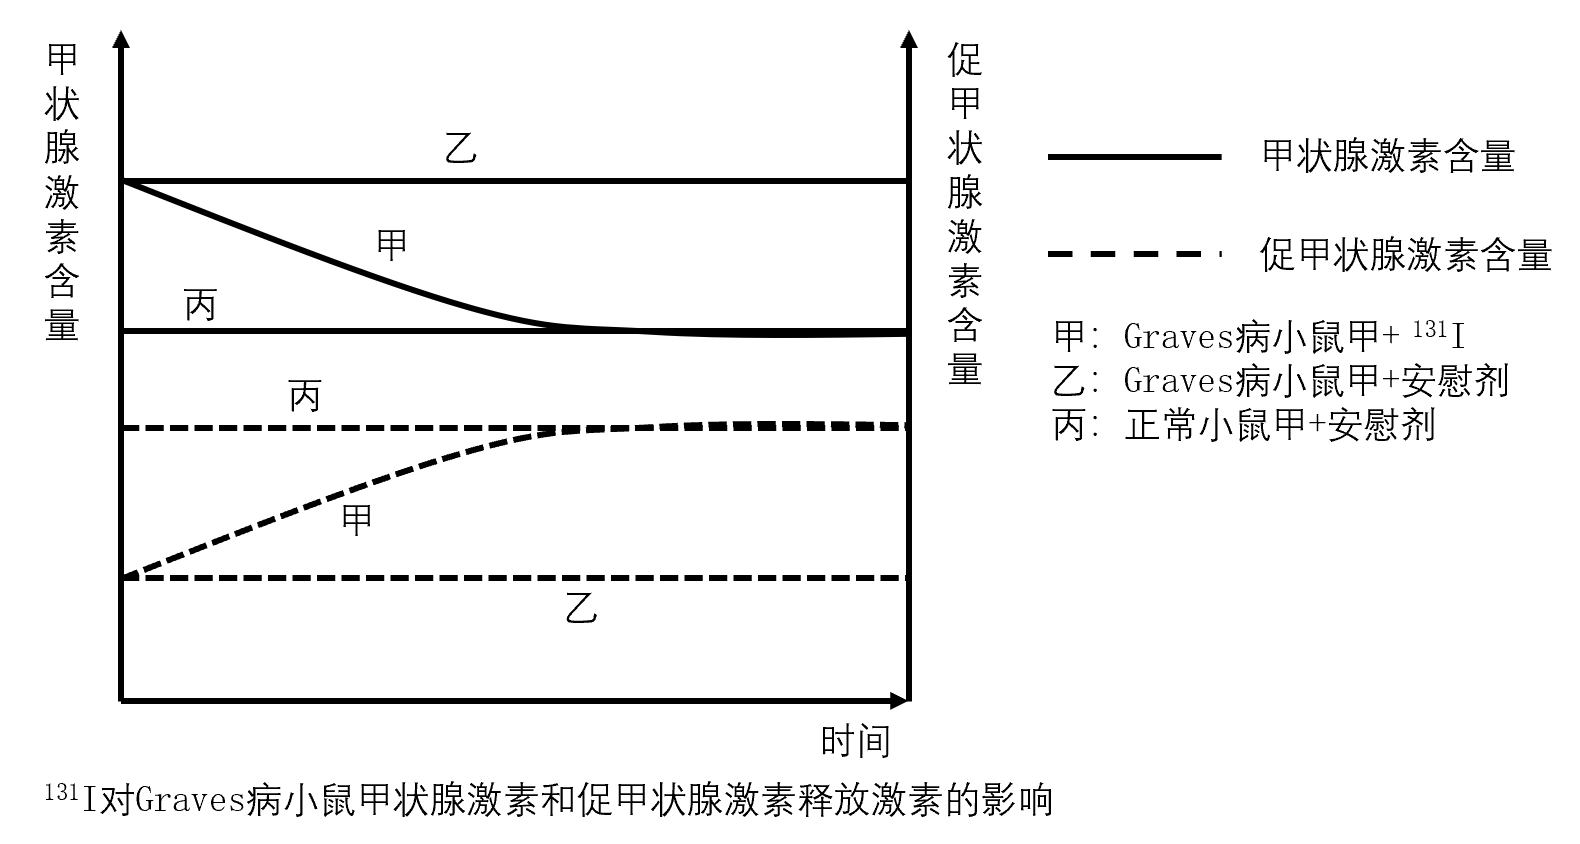 甲状腺激素含量
促甲状腺激素含量
乙
甲
丙
丙
甲
乙
时间
甲状腺激素含量
促甲状腺激素含量
甲: Graves病小鼠甲+ ¹³¹I
乙: Graves病小鼠甲+安慰剂
丙: 正常小鼠甲+安慰剂
¹³¹I对Graves病小鼠甲状腺激素和促甲状腺激素释放激素的影响